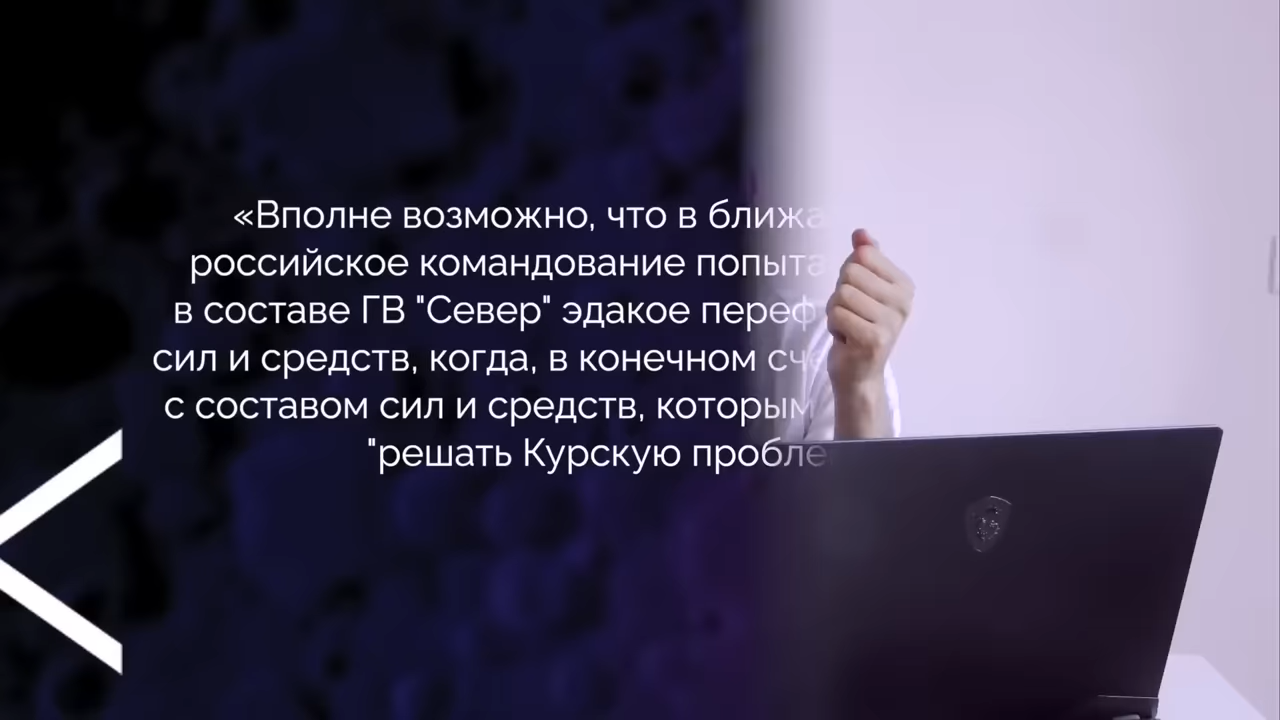 «Вполне возможно, что в ближа
российское командование попыта
в составе ГВ "Север" эдакое переф
сил и средств, когда, в конечном сче
с составом сил и средств, которым
"решать Курскую пробле